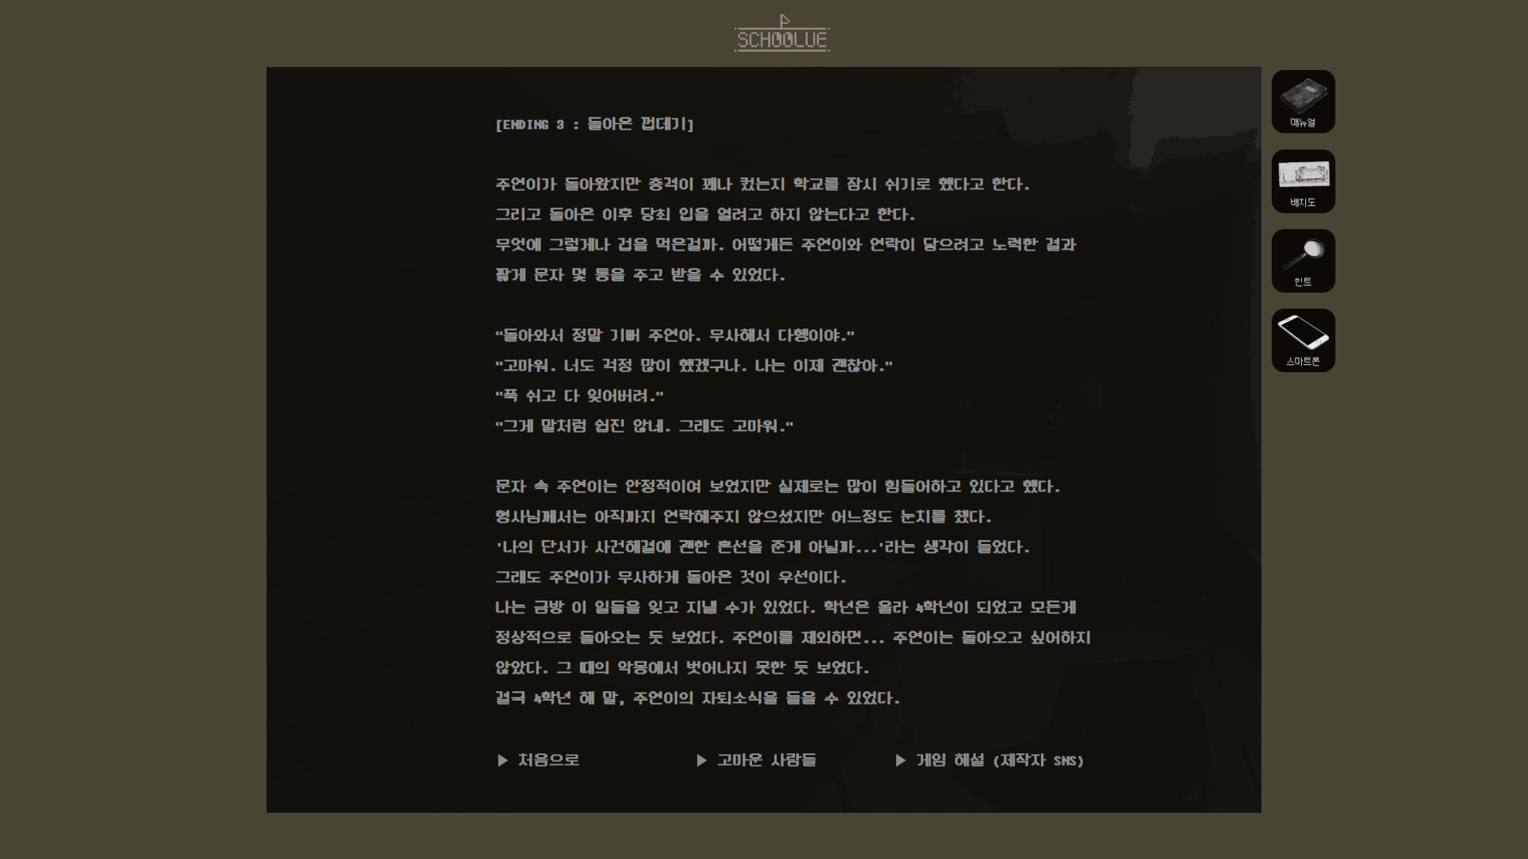 SCHOOLUE
[ENDING 3 : 돌아온 껍데기]
주연이가 돌아왔지만 충격이 꽤나 컸는지 학교를 잠시 쉬기로 했다고 한다.
그리고 돌아온 이후 당최 입을 열려고 하지 않는다고 한다.
무엇에 그렇게나 겁을 먹은걸까. 어떻게든 주연이와 연락이 닿으려고 노력한 결과
짧게 문자 몇 통을 주고 받을 수 있었다.
"돌아와서 정말 기뻐 주연아. 무사해서 다행이야."
"고마워. 너도 걱정 많이 했겠구나. 나는 이제 괜찮아."
"푹 쉬고 다 잊어버려."
"그게 말처럼 쉽진 않네. 그래도 고마워."
문자 속 주연이는 안정적이여 보였지만 실제로는 많이 힘들어하고 있다고 했다.
형사님께서는 아직까지 연락해주지 않으셨지만 어느정도 눈치를 챘다.
'나의 단서가 사건해결에 괜한 혼선을 준게 아닐까...'라는 생각이 들었다.
그래도 주연이가 무사하게 돌아온 것이 우선이다.
나는 금방 이 일들을 잊고 지낼 수가 있었다. 학년은 올라 4학년이 되었고 모든게
정상적으로 돌아오는 듯 보였다. 주연이를 제외하면... 주연이는 돌아오고 싶어하지
않았다. 그 때의 악몽에서 벗어나지 못한 듯 보였다.
결국 4학년 해 말, 주연이의 자퇴소식을 들을 수 있었다.
▶ 처음으로 ▶ 고마운 사람들 ▶ 게임 해설 (제작자 SNS)
매뉴얼
배치도
힌트
스마트폰